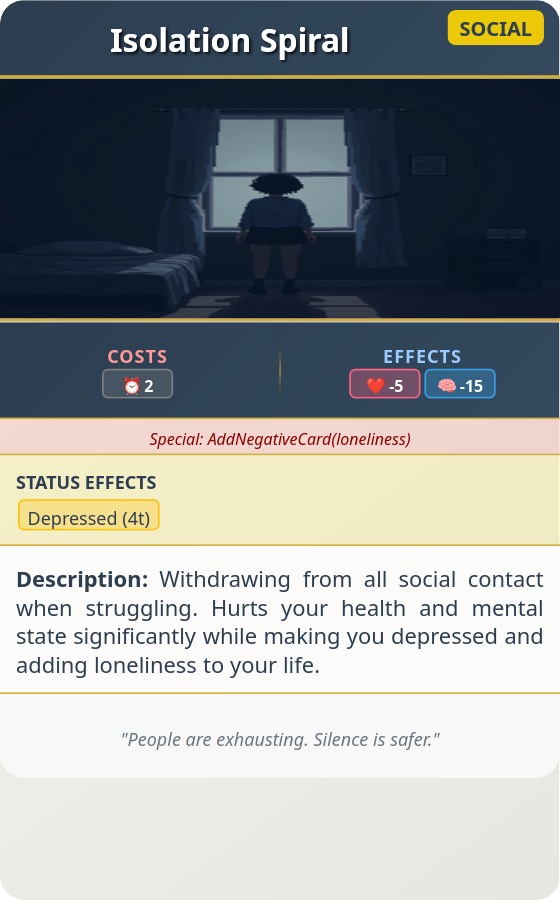 Isolation Spiral
SOCIAL
COSTS
⏰ 2
EFFECTS
❤️ -5
🧠 -15
Special: AddNegativeCard(loneliness)
STATUS EFFECTS
Depressed (4t)
Description: Withdrawing from all social contact
when struggling. Hurts your health and mental
state significantly while making you depressed and
adding loneliness to your life.
"People are exhausting. Silence is safer."